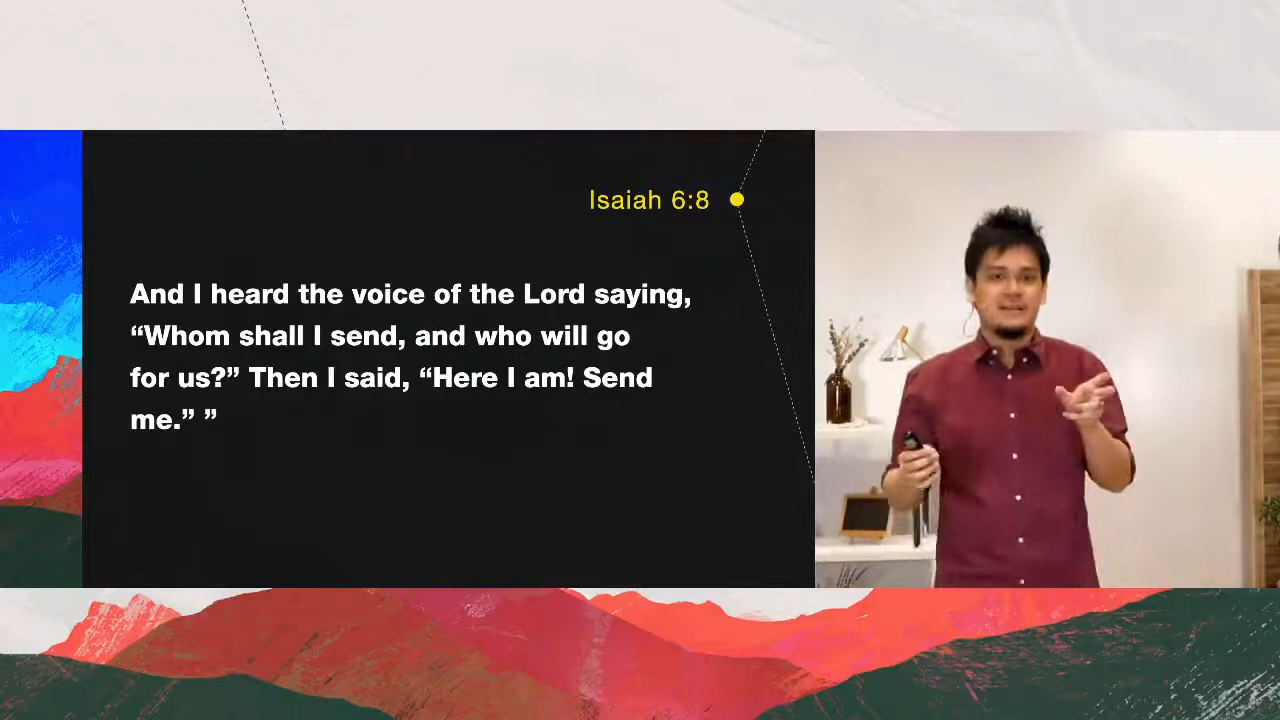 Isaiah 6:8
And I heard the voice of the Lord saying,
“Whom shall I send, and who will go
for us?” Then I said, “Here I am! Send
me.” ”